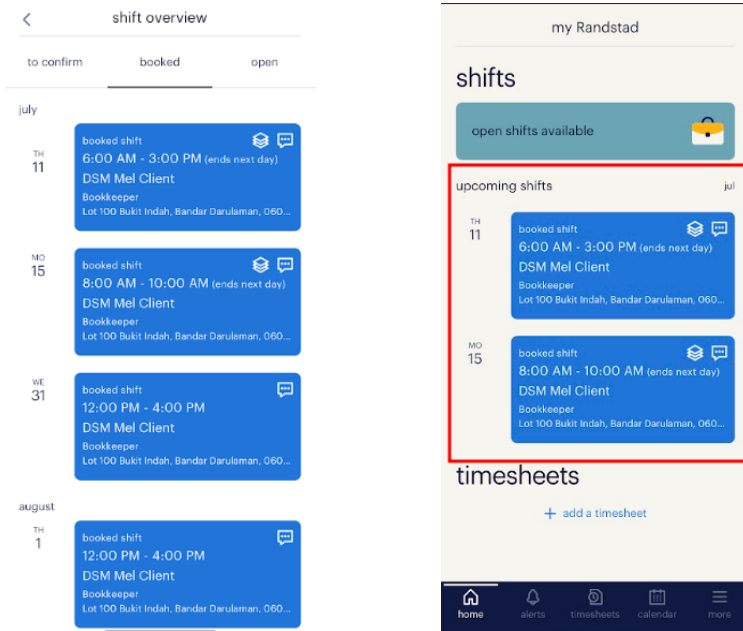 shift overview
to confirm
booked
open
july
TH
11
booked shift
6:00 AM - 3:00 PM (ends next day)
DSM Mel Client
Bookkeeper
Lot 100 Bukit Indah, Bandar Darulaman, 060...
MO
15
booked shift
8:00 AM - 10:00 AM (ends next day)
DSM Mel Client
Bookkeeper
Lot 100 Bukit Indah, Bandar Darulaman, 060...
WE
31
booked shift
12:00 PM - 4:00 PM
DSM Mel Client
Bookkeeper
Lot 100 Bukit Indah, Bandar Darulaman, 060...
august
TH
1
booked shift
12:00 PM - 4:00 PM
DSM Mel Client
Bookkeeper
Lot 100 Bukit Indah, Bandar Darulaman, 060...
my Randstad
shifts
open shifts available
upcoming shifts
jul
TH
11
booked shift
6:00 AM - 3:00 PM (ends next day)
DSM Mel Client
Bookkeeper
Lot 100 Bukit Indah, Bandar Darulaman, 060...
MO
15
booked shift
8:00 AM - 10:00 AM (ends next day)
DSM Mel Client
Bookkeeper
Lot 100 Bukit Indah, Bandar Darulaman, 060...
timesheets
+ add a timesheet
home
alerts
timesheets
calendar
more